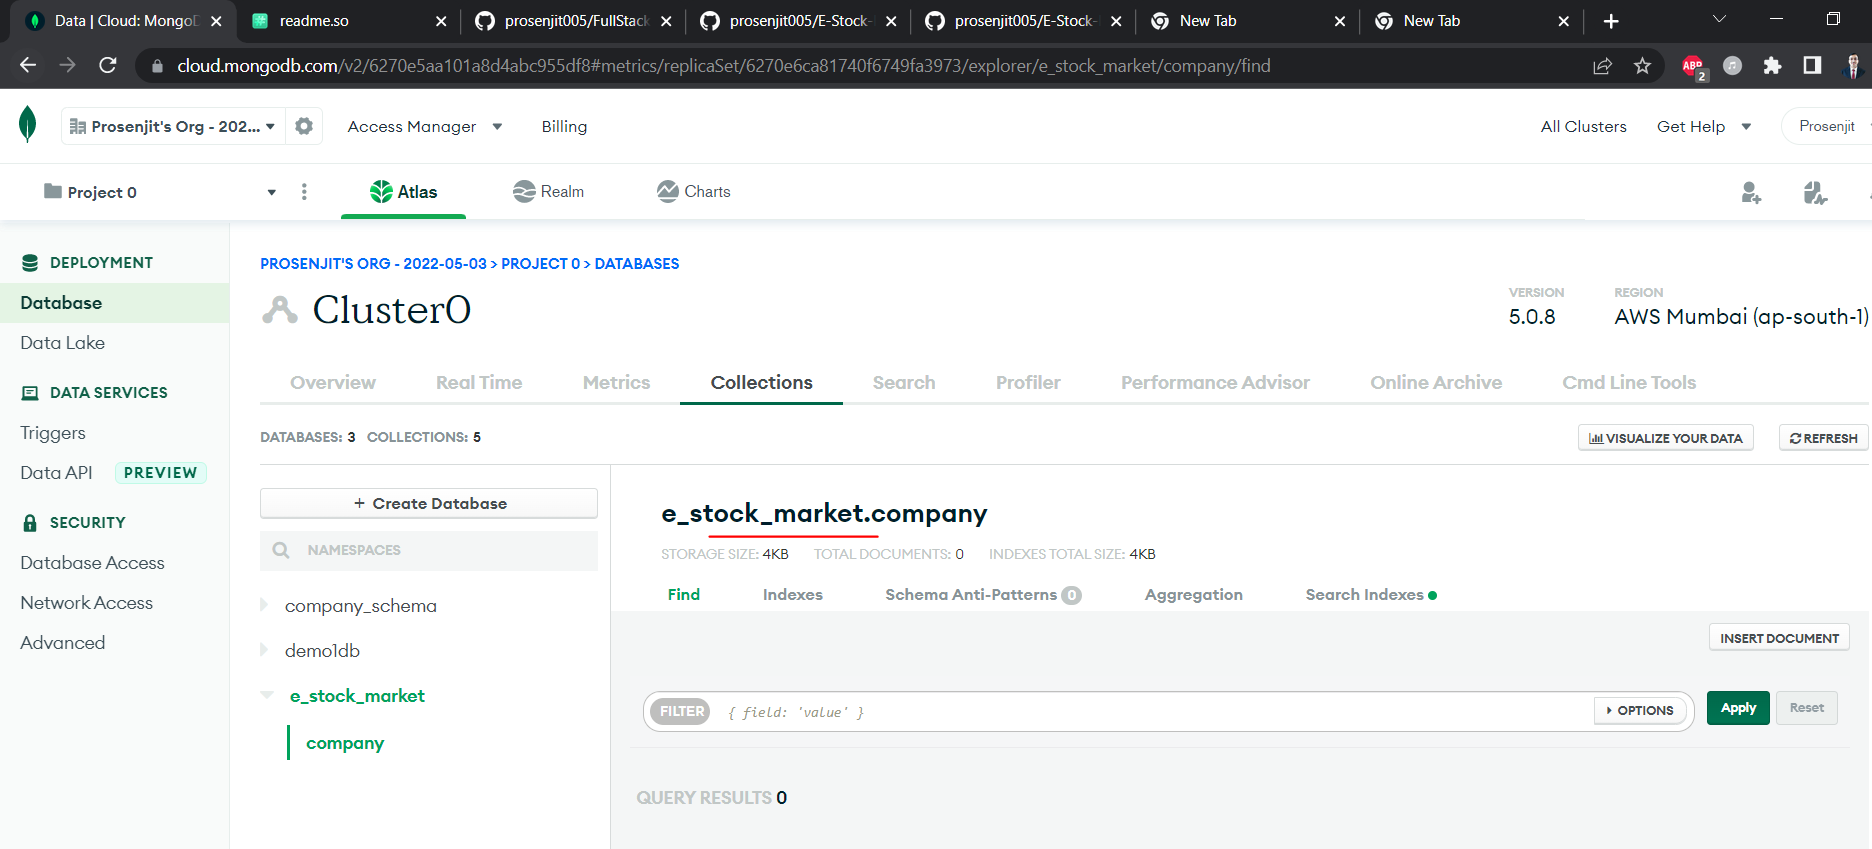 Data | Cloud: MongoD
readme.so
prosenjit005/FullStack
prosenjit005/E-Stock-
prosenjit005/E-Stock-
New Tab
New Tab
cloud.mongodb.com/v2/6270e5aa101a8d4abc955df8#metrics/replicaSet/6270e6ca81740f6749fa3973/explorer/e_stock_market/company/find
ABP
2
Prosenjit's Org - 202...
Access Manager
Billing
All Clusters
Get Help
Prosenjit
Project 0
Atlas
Realm
Charts
DEPLOYMENT
Database
Data Lake
DATA SERVICES
Triggers
Data API PREVIEW
SECURITY
Database Access
Network Access
Advanced
PROSENJIT'S ORG - 2022-05-03 > PROJECT 0 > DATABASES
Cluster0
VERSION
5.0.8
REGION
AWS Mumbai (ap-south-1)
Overview
Real Time
Metrics
Collections
Search
Profiler
Performance Advisor
Online Archive
Cmd Line Tools
DATABASES: 3 COLLECTIONS: 5
VISUALIZE YOUR DATA
REFRESH
+ Create Database
NAMESPACES
company_schema
demo1db
e_stock_market
company
e_stock_market.company
STORAGE SIZE: 4KB TOTAL DOCUMENTS: 0 INDEXES TOTAL SIZE: 4KB
Find
Indexes
Schema Anti-Patterns 0
Aggregation
Search Indexes
INSERT DOCUMENT
FILTER { field: 'value' }
OPTIONS
Apply
Reset
QUERY RESULTS 0